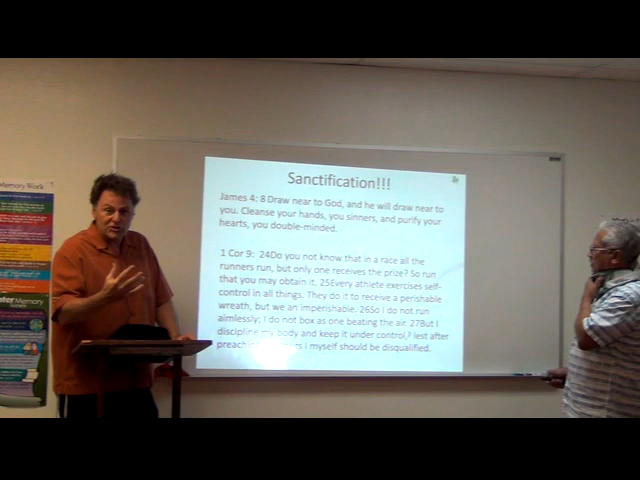 Sanctification!!!
James 4: 8 Draw near to God, and he will draw near to
you. Cleanse your hands, you sinners, and purify your
hearts, you double-minded.
1 Cor 9: 24Do you not know that in a race all the
runners run, but only one receives the prize? So run
that you may obtain it. 25Every athlete exercises self-
control in all things. They do it to receive a perishable
wreath, but we an imperishable. 26So I do not run
aimlessly; I do not box as one beating the air. 27But I
discipline my body and keep it under control, lest after
I myself should be disqualified.
Memory Work
Memory